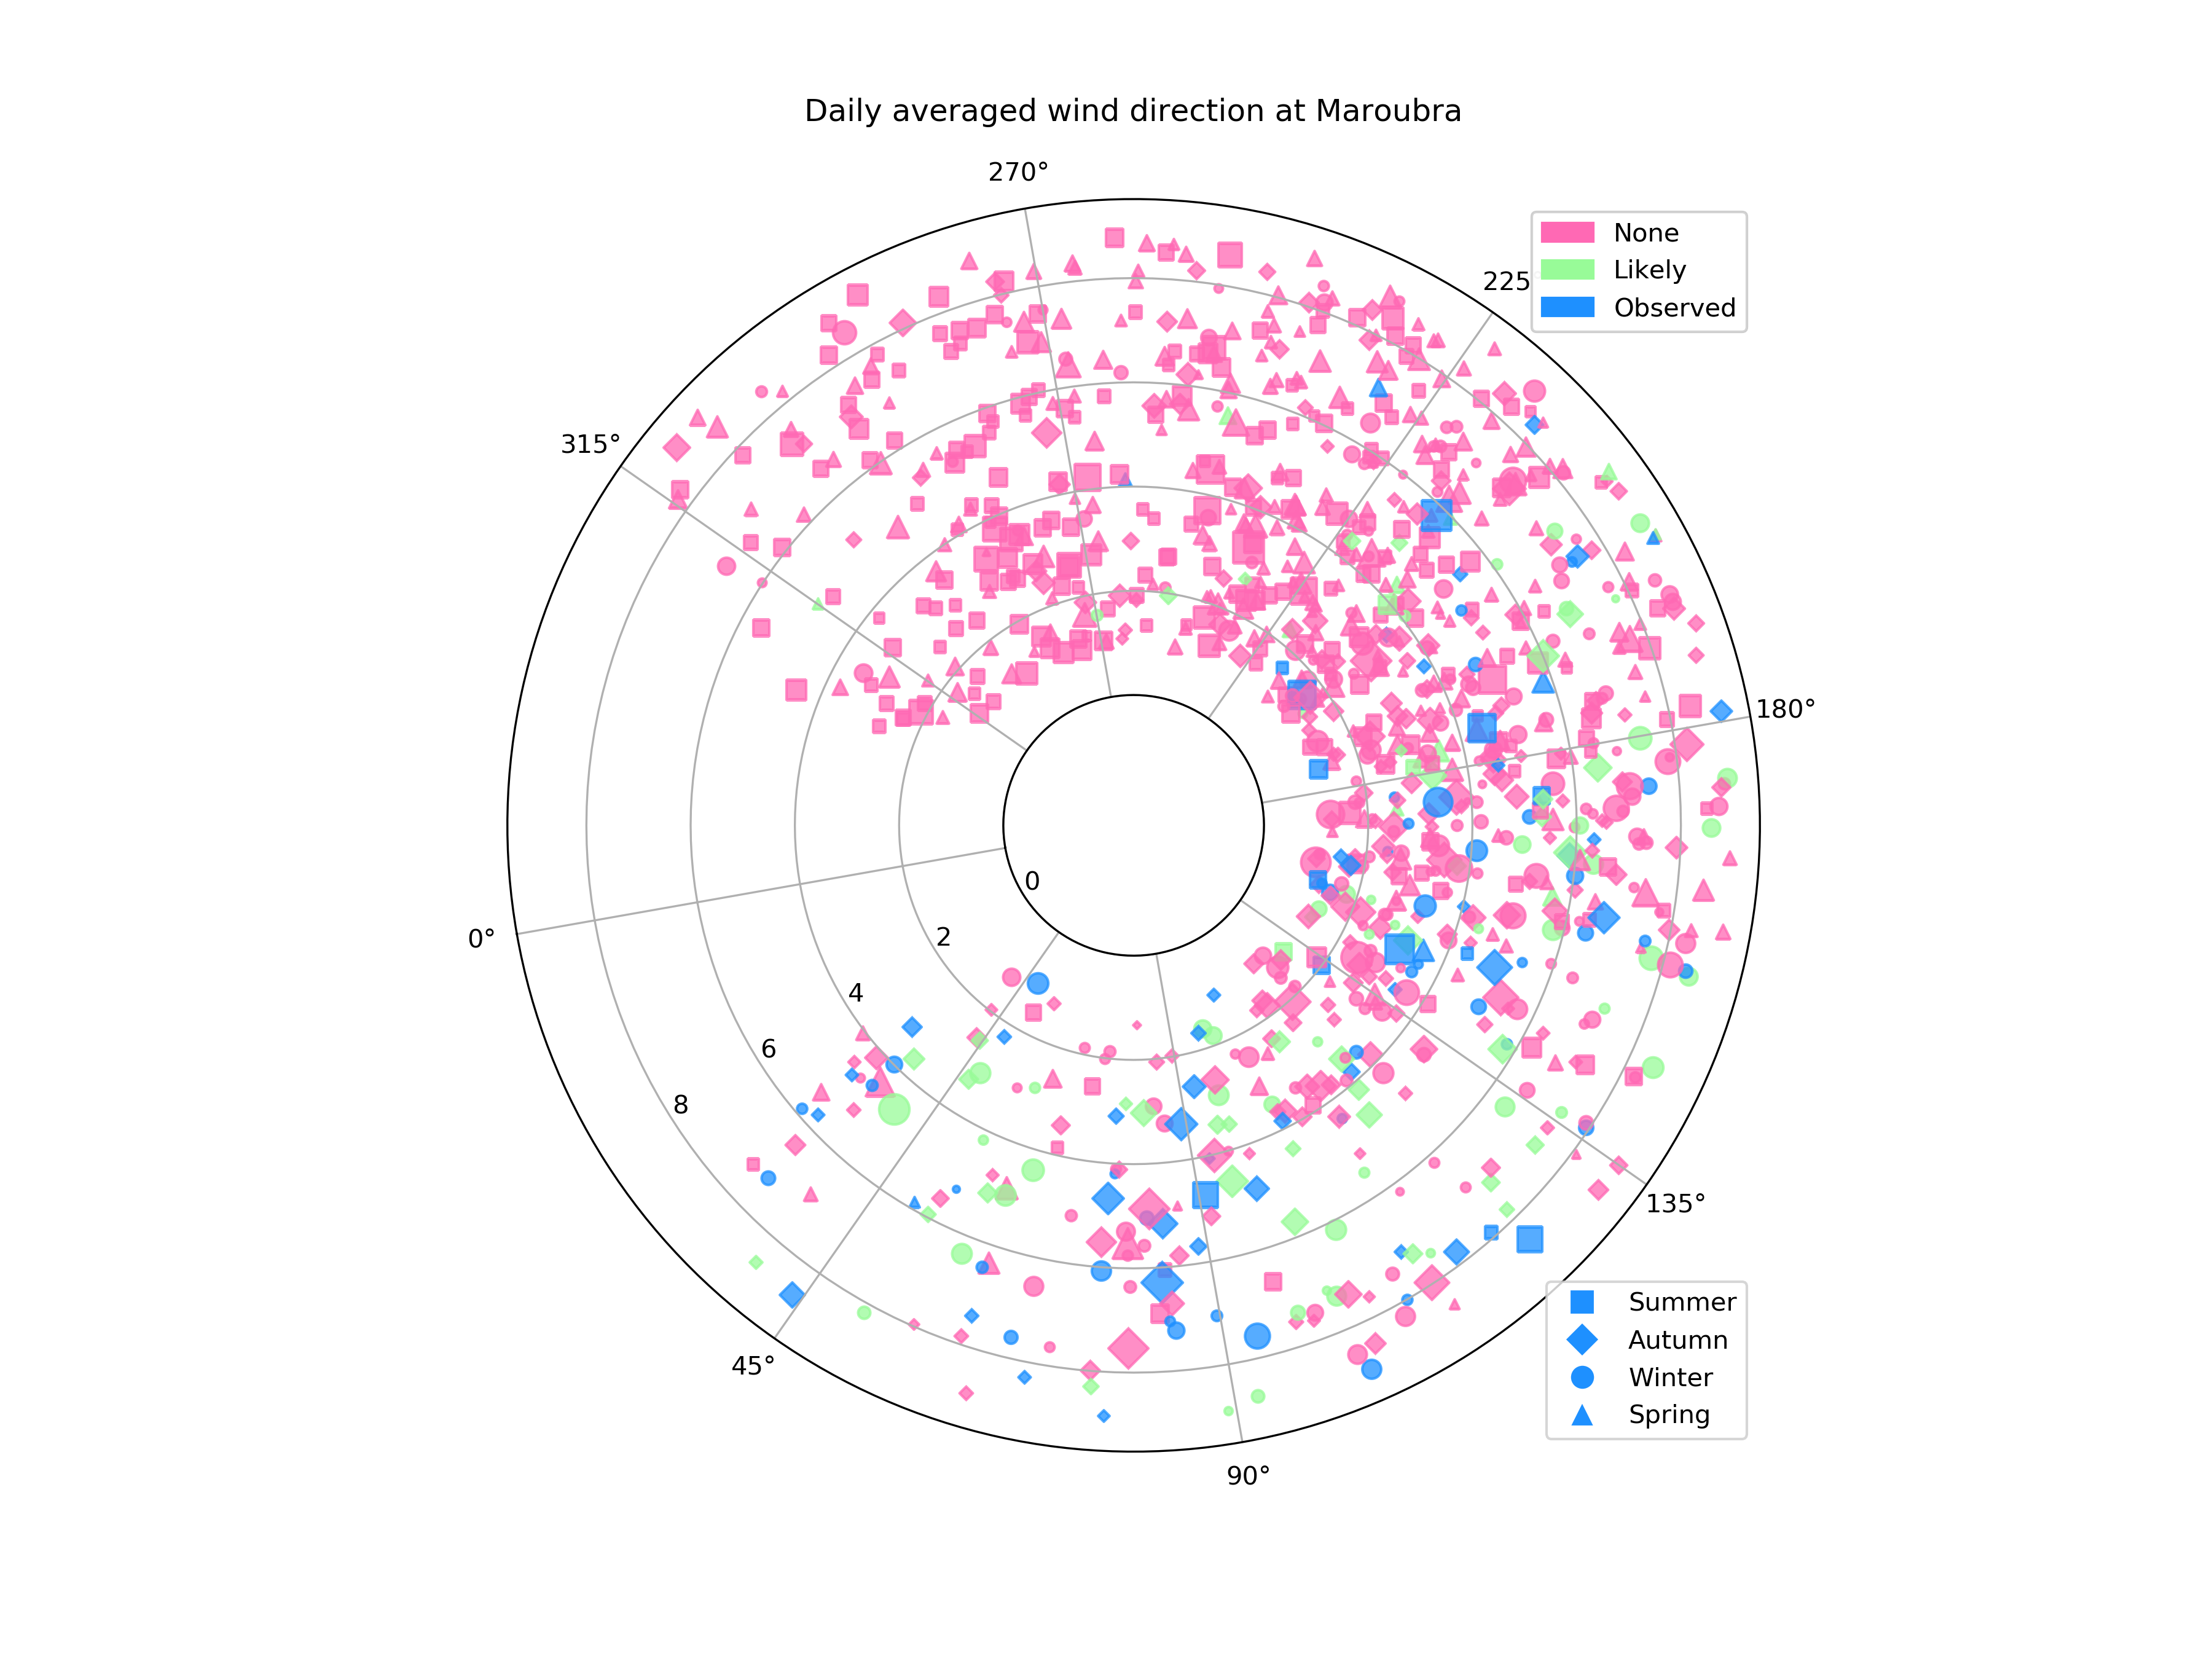 Daily averaged wind direction at Maroubra
270°
225
None
Likely
Observed
315°
180°
0
2
0°
4
6
8
135°
Summer
Autumn
Winter
Spring
45°
90°